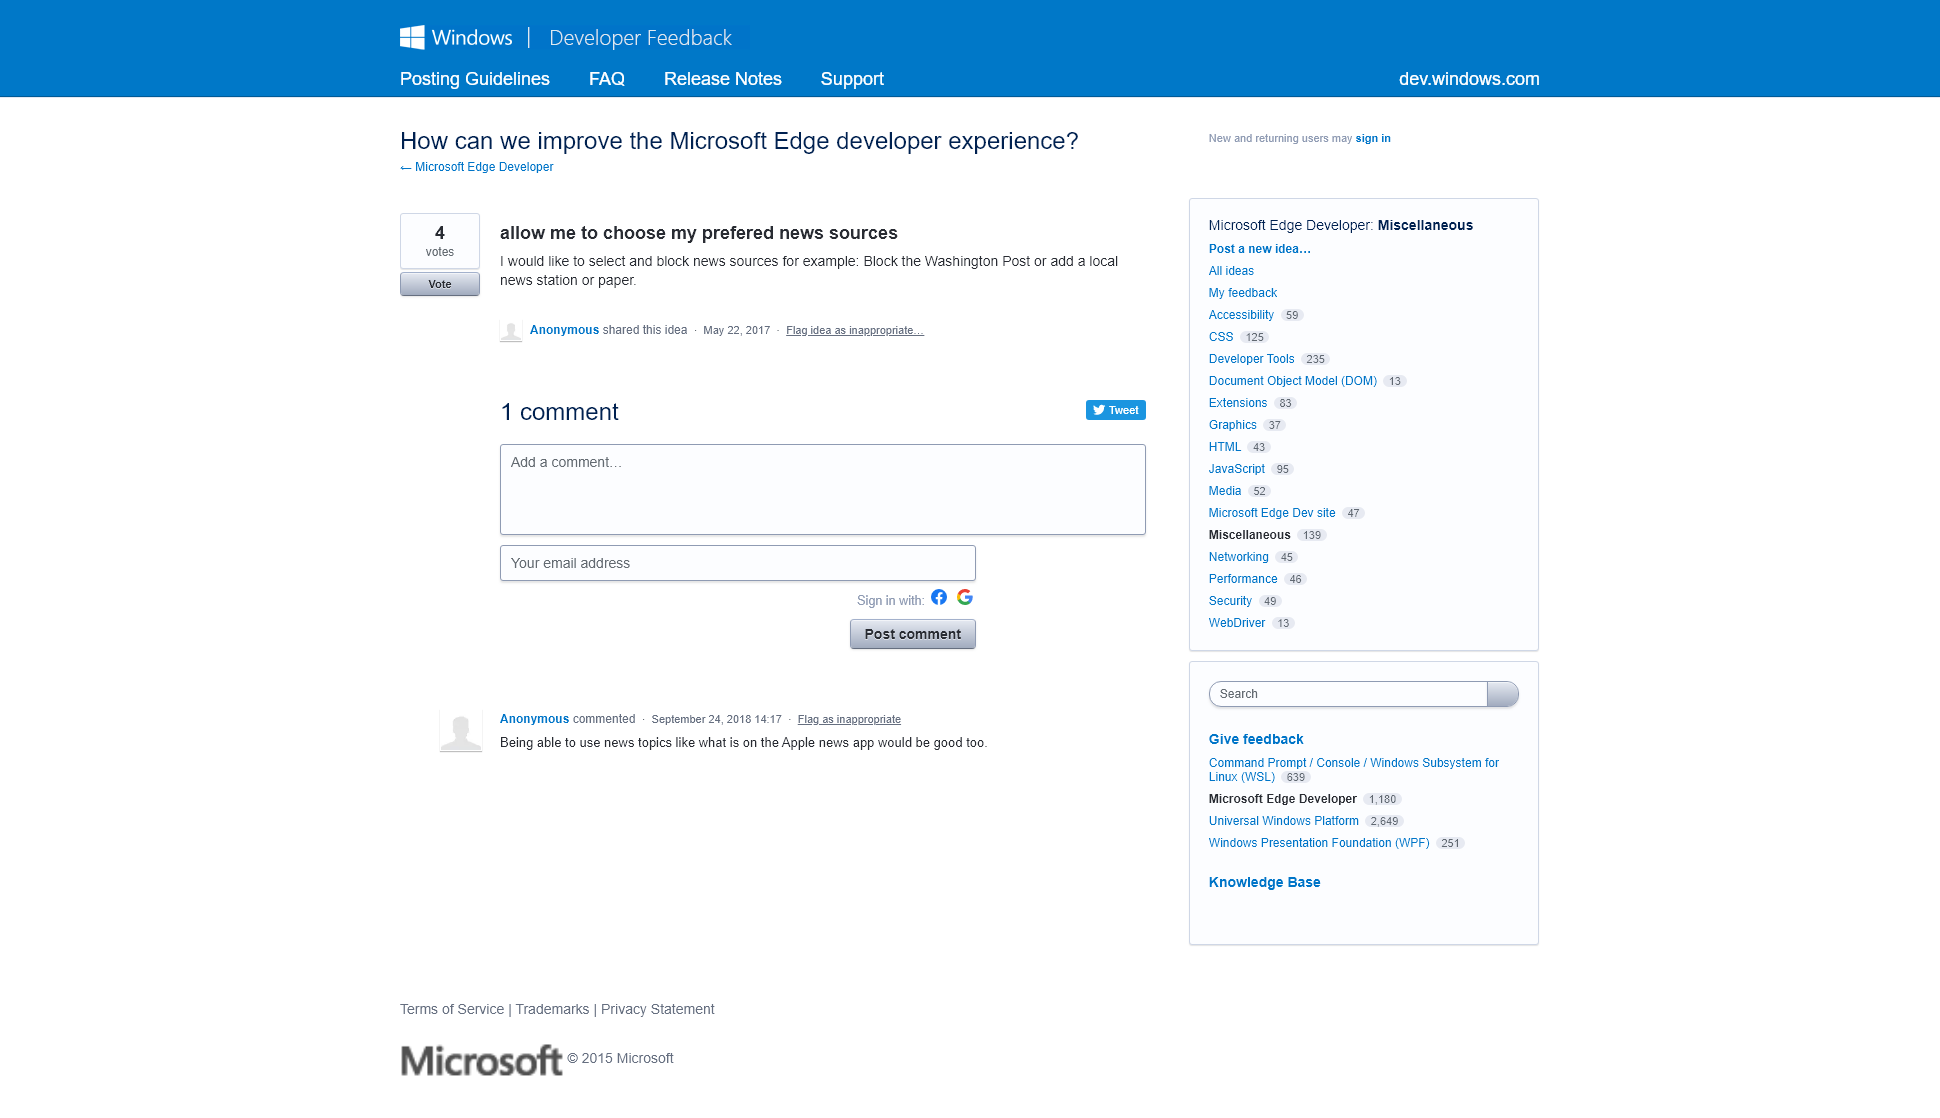 Windows | Developer Feedback
Posting Guidelines FAQ Release Notes Support dev.windows.com
How can we improve the Microsoft Edge developer experience?
← Microsoft Edge Developer
New and returning users may sign in
4
votes
Vote
allow me to choose my prefered news sources
I would like to select and block news sources for example: Block the Washington Post or add a local
news station or paper.
Anonymous shared this idea · May 22, 2017 · Flag idea as inappropriate…
1 comment
Tweet
Add a comment…
Your email address
Sign in with:
Post comment
Anonymous commented · September 24, 2018 14:17 · Flag as inappropriate
Being able to use news topics like what is on the Apple news app would be good too.
Microsoft Edge Developer: Miscellaneous
Post a new idea…
All ideas
My feedback
Accessibility 59
CSS 125
Developer Tools 235
Document Object Model (DOM) 13
Extensions 83
Graphics 37
HTML 43
JavaScript 95
Media 52
Microsoft Edge Dev site 47
Miscellaneous 139
Networking 45
Performance 46
Security 49
WebDriver 13
Search
Give feedback
Command Prompt / Console / Windows Subsystem for
Linux (WSL) 639
Microsoft Edge Developer 1,180
Universal Windows Platform 2,649
Windows Presentation Foundation (WPF) 251
Knowledge Base
Terms of Service | Trademarks | Privacy Statement
Microsoft © 2015 Microsoft